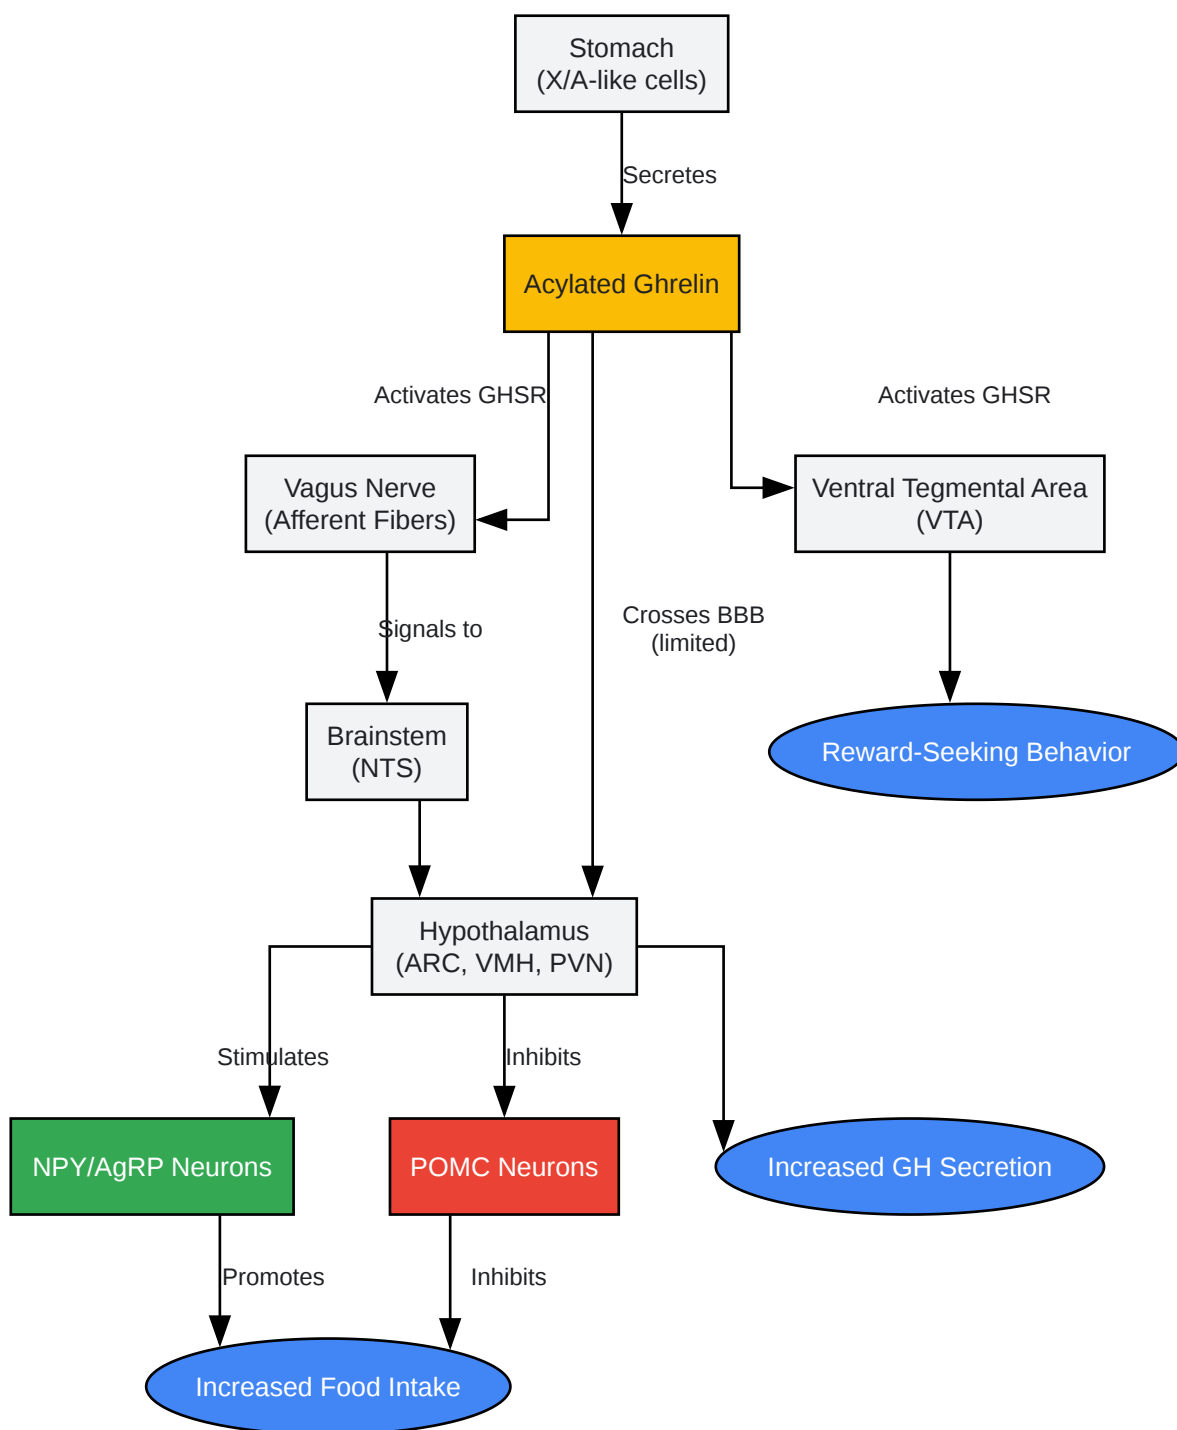 Stomach
(X/A-like cells)
Secretes
Acylated Ghrelin
Activates GHSR
Activates GHSR
Vagus Nerve
(Afferent Fibers)
Ventral Tegmental Area
(VTA)
Signals to
Crosses BBB
(limited)
Brainstem
(NTS)
Reward-Seeking Behavior
Hypothalamus
(ARC, VMH, PVN)
Stimulates
Inhibits
NPY/AgRP Neurons
POMC Neurons
Increased GH Secretion
Promotes
Inhibits
Increased Food Intake